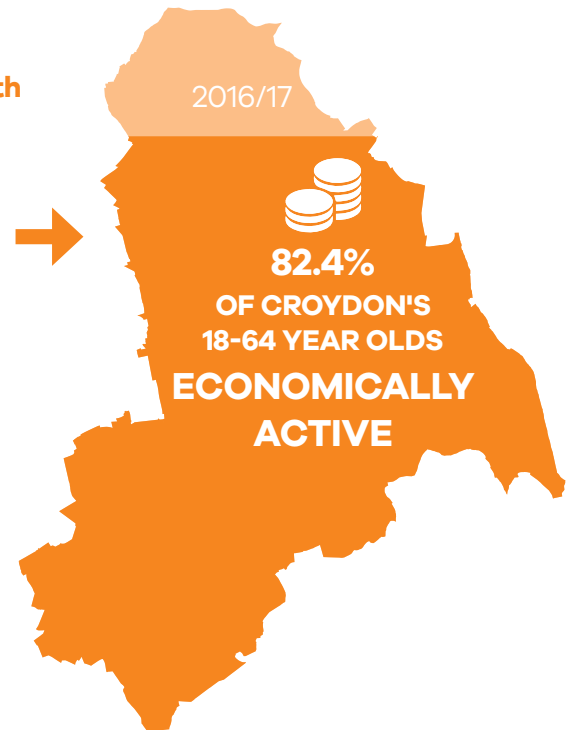 2016/17
82.4%
OF CROYDON'S
18-64 YEAR OLDS
ECONOMICALLY
ACTIVE